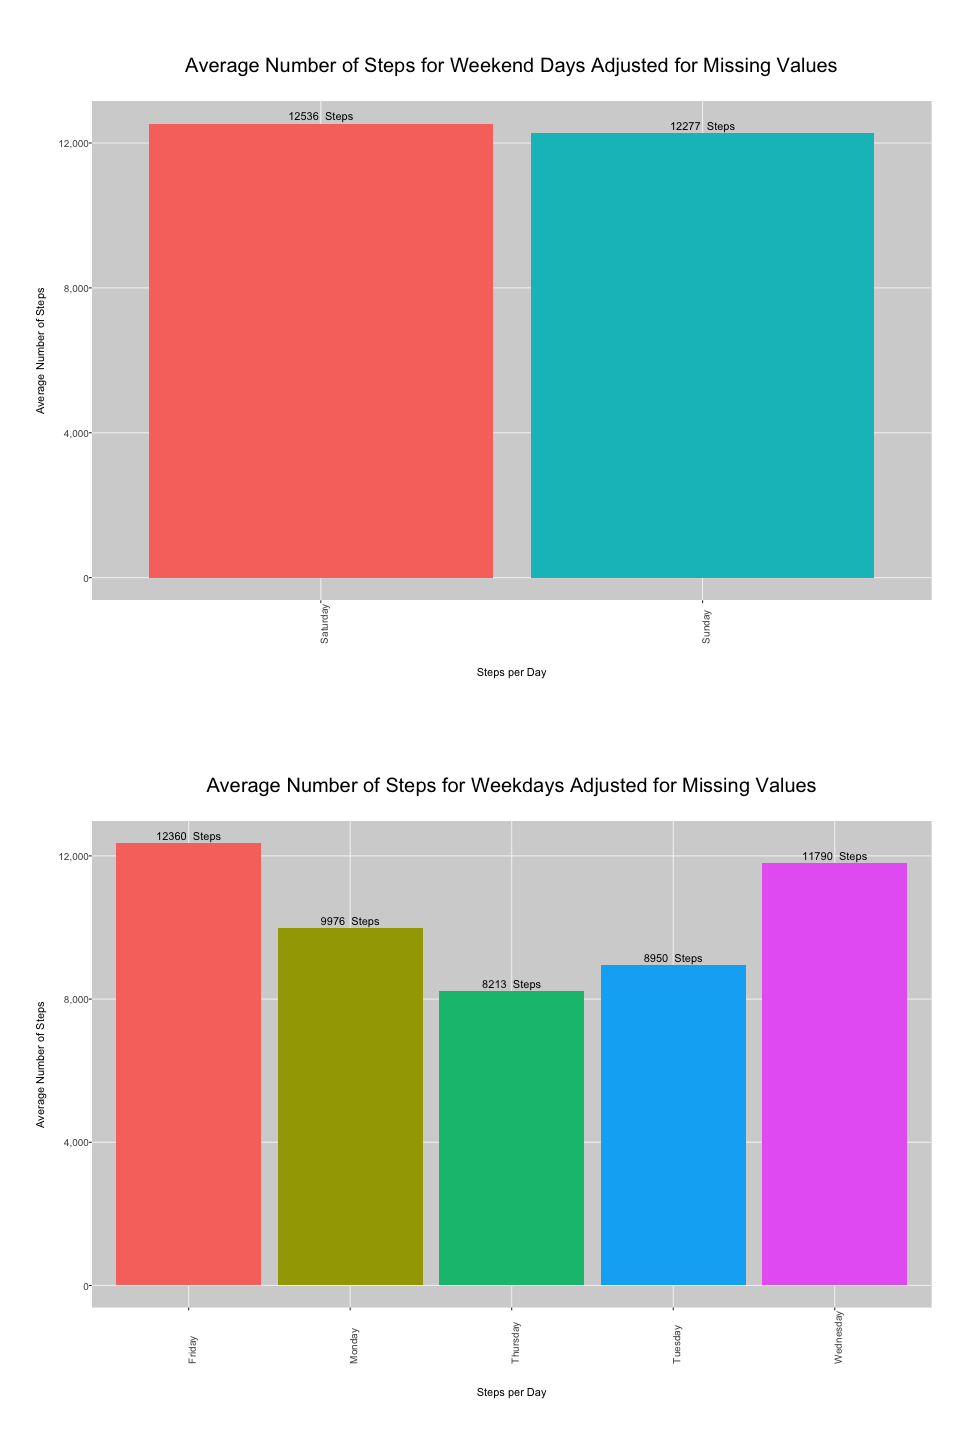 Average Number of Steps for Weekend Days Adjusted for Missing Values
12536 Steps
12277 Steps
12,000
8,000
4,000
0
Average Number of Steps
Saturday
Sunday
Steps per Day
Average Number of Steps for Weekdays Adjusted for Missing Values
12360 Steps
9976 Steps
8213 Steps
8950 Steps
11790 Steps
12,000
8,000
4,000
0
Average Number of Steps
Friday
Monday
Thursday
Tuesday
Wednesday
Steps per Day